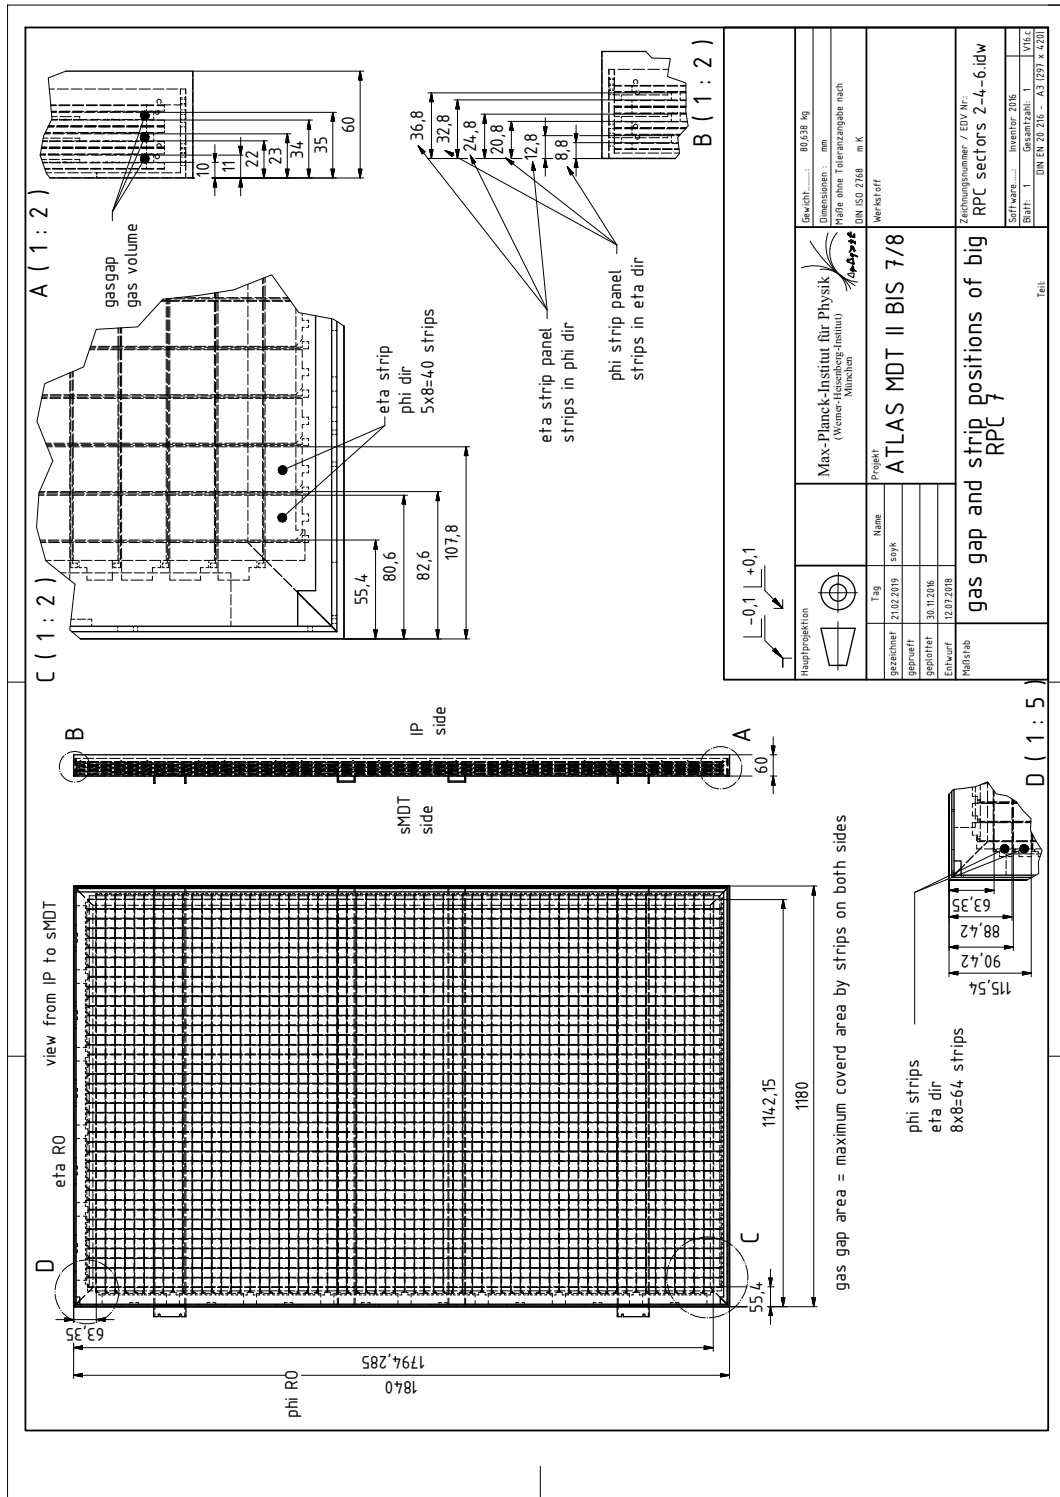 A ( 1 : 2 )
gasgap
gas volume
10
11
22
23
34
35
60
B ( 1 : 2 )
36,8
32,8
24,8
20,8
12,8
8,8
eta strip panel
strips in phi dir
phi strip panel
strips in eta dir
C ( 1 : 2 )
eta strip
phi dir
5x8=40 strips
55,4
80,6
82,6
107,8
B
IP
side
sMDT
side
A
60
view from IP to sMDT
eta RO
phi RO
D
C
63,35
1794,285
1840
55,4
1142,15
1180
gas gap area = maximum coverd area by strips on both sides
D ( 1 : 5 )
63,35
88,42
90,42
115,54
phi strips
eta dir
8x8=64 strips
-0,1
+0,1
Hauptprojektion
Gewicht......: 80,638 kg
Dimensionen : mm
Maße ohne Toleranzangabe nach
DIN ISO 2768 - m K
Max-Planck-Institut für Physik
(Werner-Heisenberg-Institut)
München
Tag
Name
gezeichnet 21.02.2019 soyk
geprueft
geplottet 30.11.2016
Entwurf 12.07.2018
Projekt
ATLAS MDT II BIS 7/8
Werkstoff
Maßstab
gas gap and strip positions of big
RPC 7
Zeichnungsnummer / EDV Nr.:
RPC sectors 2-4-6.idw
Software......: Inventor 2016
Blatt: 1 Gesamtzahl: 1 V16.c
Teil:
DIN EN 20 216 - A3 (297 x 420)